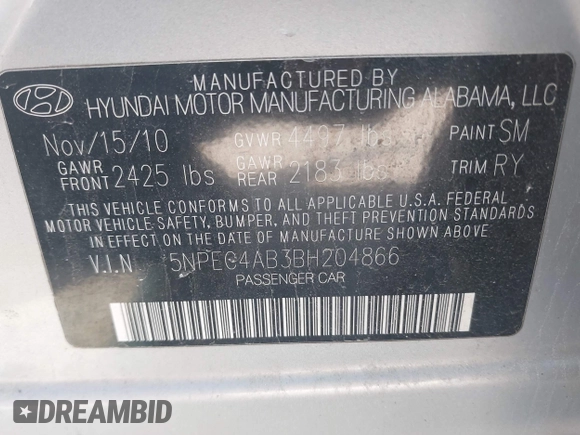 MANUFACTURED BY
HYUNDAI MOTOR MANUFACTURING ALABAMA, LLC
Nov/15/10 GVWR 4497 lbs PAINT SM
GAWR FRONT 2425 lbs GAWR REAR 2183 lbs TRIM RY
THIS VEHICLE CONFORMS TO ALL APPLICABLE U.S.A. FEDERAL
MOTOR VEHICLE SAFETY, BUMPER, AND THEFT PREVENTION STANDARDS
IN EFFECT ON THE DATE OF MANUFACTURE SHOWN ABOVE.
V.I.N 5NPEC4AB3BH204866
PASSENGER CAR
DREAMBID